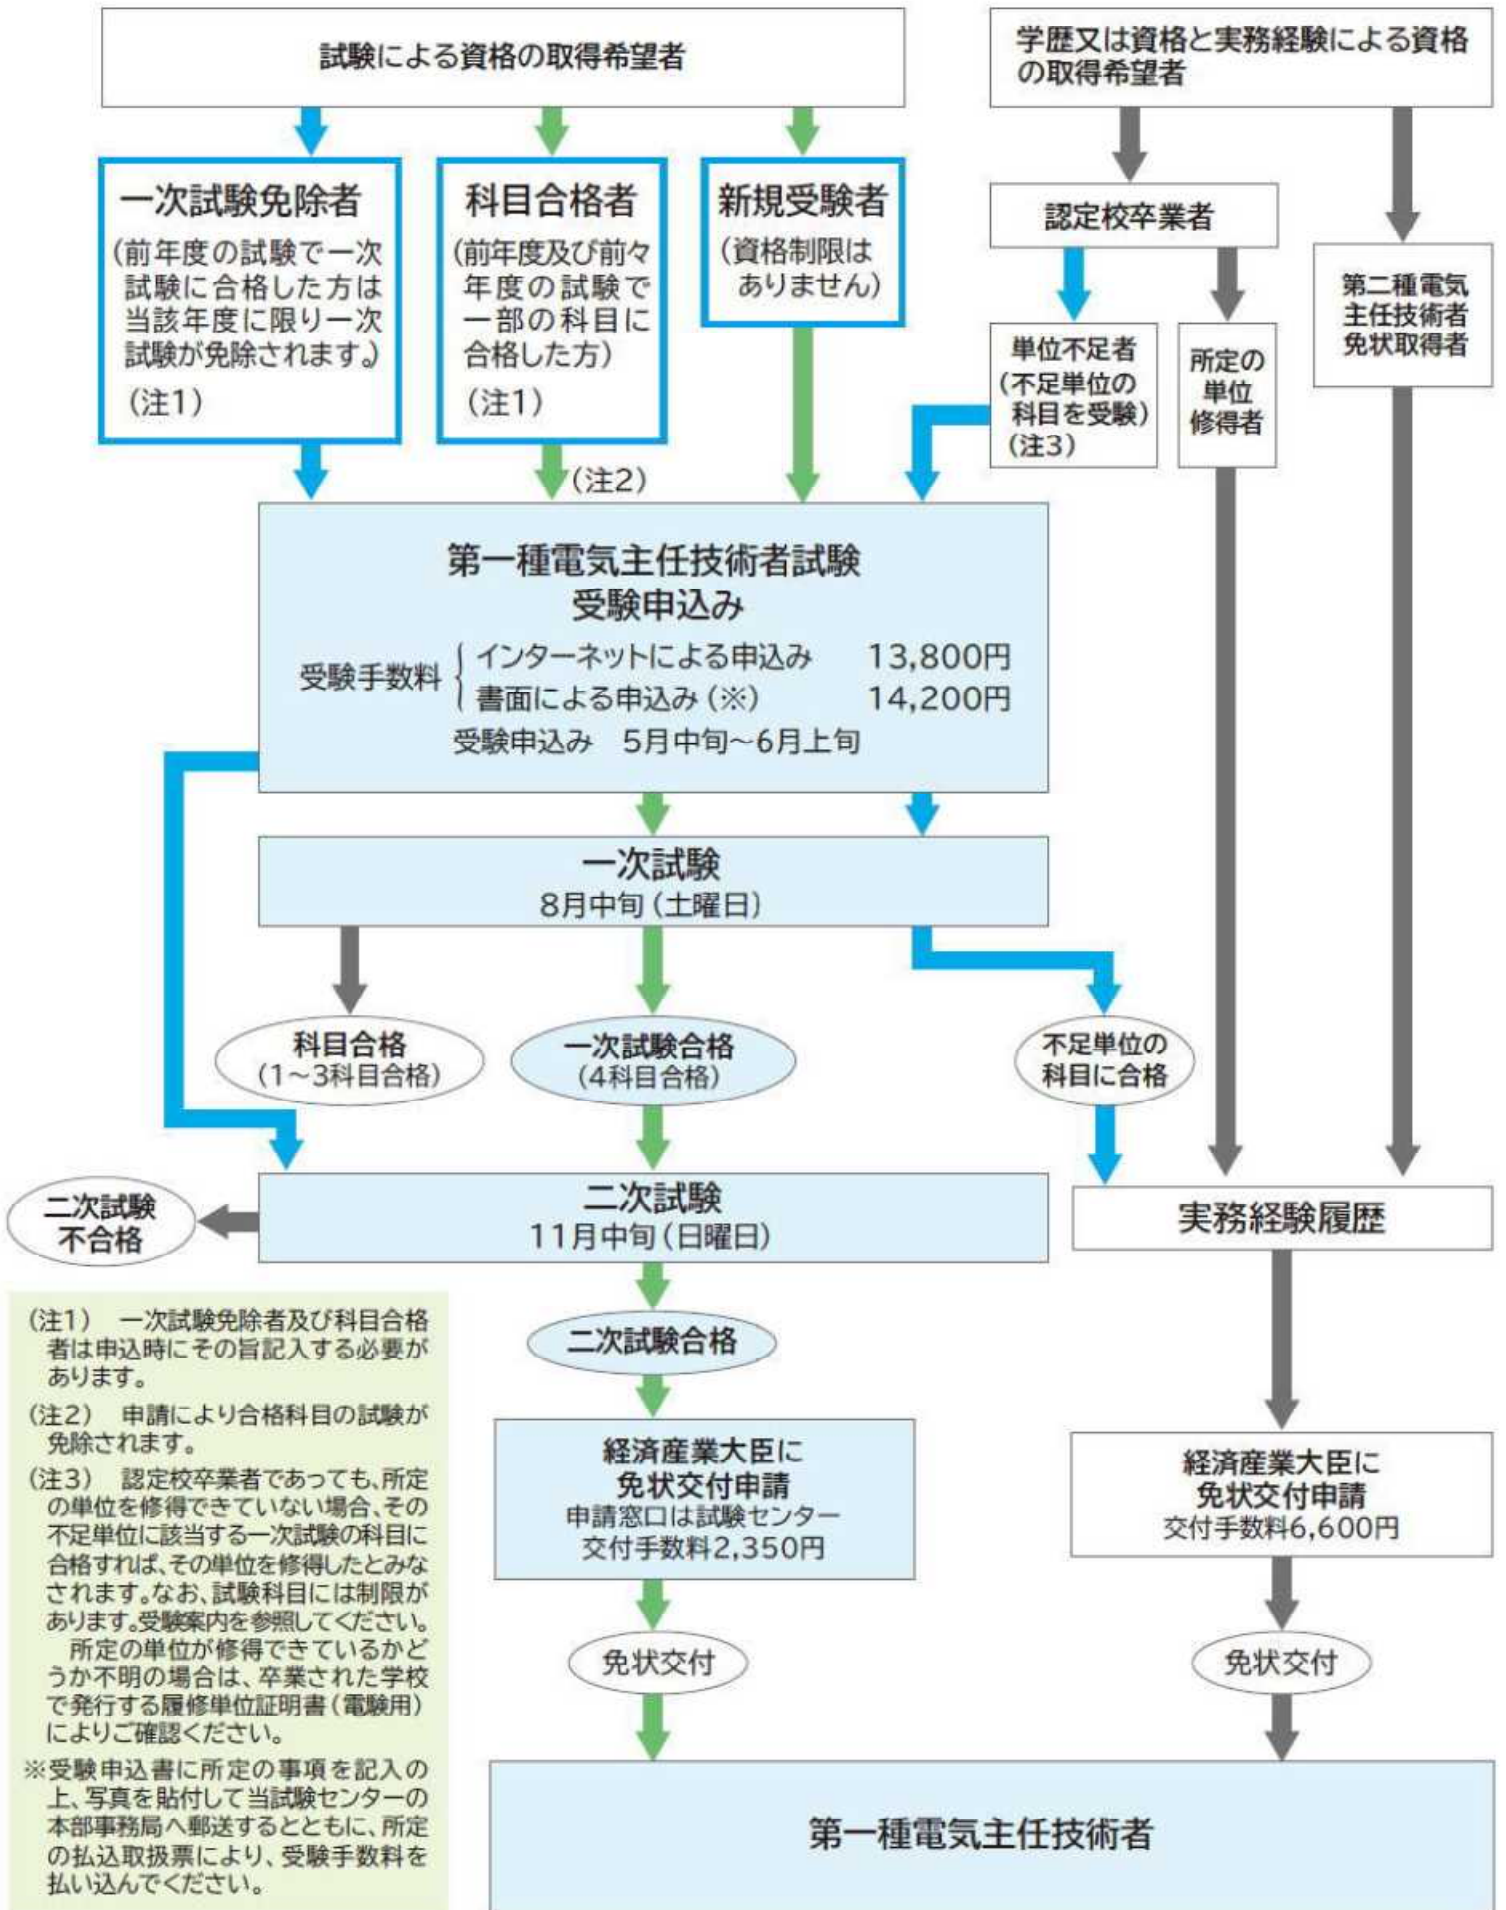 試験による資格の取得希望者
学歴又は資格と実務経験による資格
の取得希望者
一次試験免除者
(前年度の試験で一次
試験に合格した方は
当該年度に限り一次
試験が免除されます。)
(注1)
科目合格者
(前年度及び前々
年度の試験で
一部の科目に
合格した方)
(注1)
新規受験者
(資格制限は
ありません)
認定校卒業者
単位不足者
(不足単位の
科目を受験)
(注3)
所定の
単位
修得者
第二種電気
主任技術者
免状取得者
(注2)
第一種電気主任技術者試験
受験申込み
受験手数料
インターネットによる申込み 13,800円
書面による申込み(※) 14,200円
受験申込み 5月中旬~6月上旬
一次試験
8月中旬(土曜日)
科目合格
(1~3科目合格)
一次試験合格
(4科目合格)
不足単位の
科目に合格
二次試験
不合格
二次試験
11月中旬(日曜日)
実務経験履歴
二次試験合格
経済産業大臣に
免状交付申請
申請窓口は試験センター
交付手数料2,350円
経済産業大臣に
免状交付申請
交付手数料6,600円
免状交付
免状交付
第一種電気主任技術者
(注1) 一次試験免除者及び科目合格
者は申込時にその旨記入する必要が
あります。
(注2) 申請により合格科目の試験が
免除されます。
(注3) 認定校卒業者であっても、所定
の単位を修得できていない場合、その
不足単位に該当する一次試験の科目に
合格すれば、その単位を修得したとみな
されます。なお、試験科目には制限が
あります。受験案内を参照してください。
所定の単位が修得できているかど
うか不明の場合は、卒業された学校
で発行する履修単位証明書(電験用)
によりご確認ください。
※受験申込書に所定の事項を記入の
上、写真を貼付して当試験センターの
本部事務局へ郵送するとともに、所定
の払込取扱票により、受験手数料を
払い込んでください。